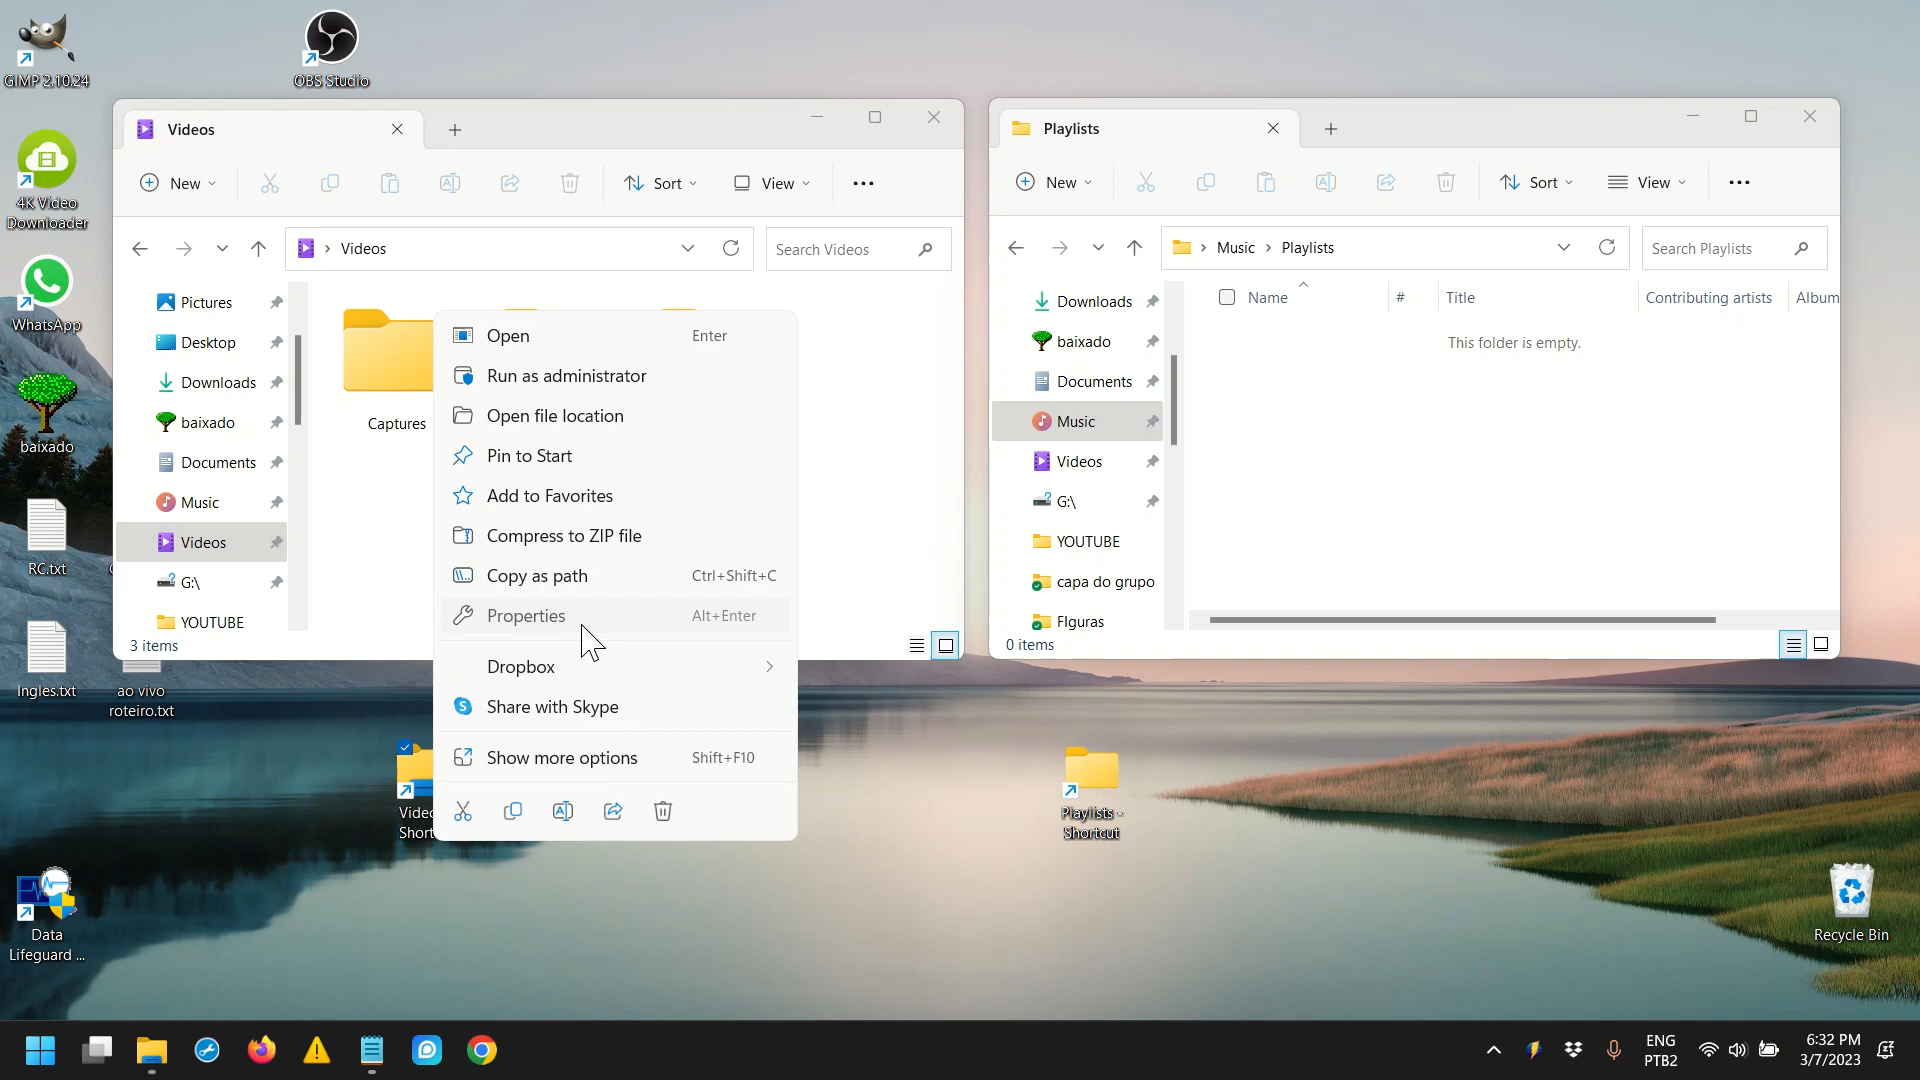 GIMP 2.10.24
OBS Studio
4K Video
Downloader
WhatsApp
baixado
RC.txt
Ingles.txt
ao vivo
roteiro.txt
Data
Lifeguard ...
Videos
New
Sort
View
Videos
Search Videos
Pictures
Desktop
Downloads
baixado
Documents
Music
Videos
G:\
YOUTUBE
3 items
Captures
Open Enter
Run as administrator
Open file location
Pin to Start
Add to Favorites
Compress to ZIP file
Copy as path Ctrl+Shift+C
Properties Alt+Enter
Dropbox
Share with Skype
Show more options Shift+F10
Playlists
New
Sort
View
Music Playlists
Search Playlists
Name # Title Contributing artists Album
This folder is empty.
Downloads
baixado
Documents
Music
Videos
G:\
YOUTUBE
capa do grupo
FIguras
0 items
Playlists -
Shortcut
Recycle Bin
ENG
PTB2
6:32 PM
3/7/2023